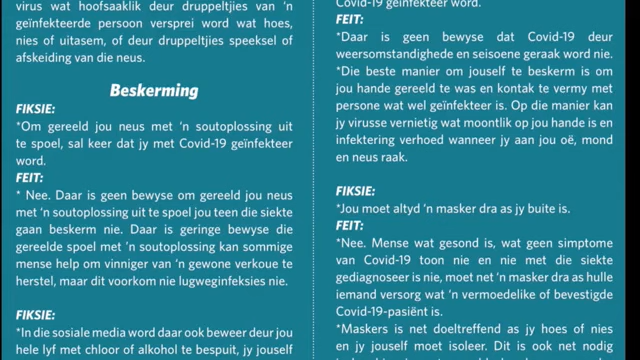 virus wat hoofsaaklik deur druppeltjies van 'n
geïnfekteerde persoon versprei word wat hoes,
nies of uitasem, of deur druppeltjies speeksel of
afskeiding van die neus.
Beskerming
FIKSIE:
*Om gereeld jou neus met 'n soutoplossing uit
te spoel, sal keer dat jy met Covid-19 geïnfekteer
word.
FEIT:
* Nee. Daar is geen bewyse om gereeld jou neus
met 'n soutoplossing uit te spoel jou teen die siekte
gaan beskerm nie. Daar is geringe bewyse die
gereelde spoel met 'n soutoplossing kan sommige
mense help om vinniger van 'n gewone verkoue te
herstel, maar dit voorkom nie lugweginfeksies nie.
FIKSIE:
*In die sosiale media word daar ook beweer deur jou
hele lyf met chloor of alkohol te bespuit, jy jouself
Covid-19 geïnfekteer word.
FEIT:
*Daar is geen bewyse dat Covid-19 deur
weersomstandighede en seisoene geraak word nie.
*Die beste manier om jouself te beskerm is om
jou hande gereeld te was en kontak te vermy met
persone wat wel geïnfekteer is. Op die manier kan
jy virusse vernietig wat moontlik op jou hande is en
infektering verhoed wanneer jy aan jou oë, mond
en neus raak.
FIKSIE:
*Jou moet altyd 'n masker dra as jy buite is.
FEIT:
*Nee. Mense wat gesond is, wat geen simptome
van Covid-19 toon nie en nie met die siekte
gediagnoseer is nie, moet net 'n masker dra as hulle
iemand versorg wat 'n vermoedelike of bevestigde
Covid-19-pasiënt is.
*Maskers is net doeltreffend as jy hoes of nies
en jy jouself moet isoleer. Dit is ook net nodig